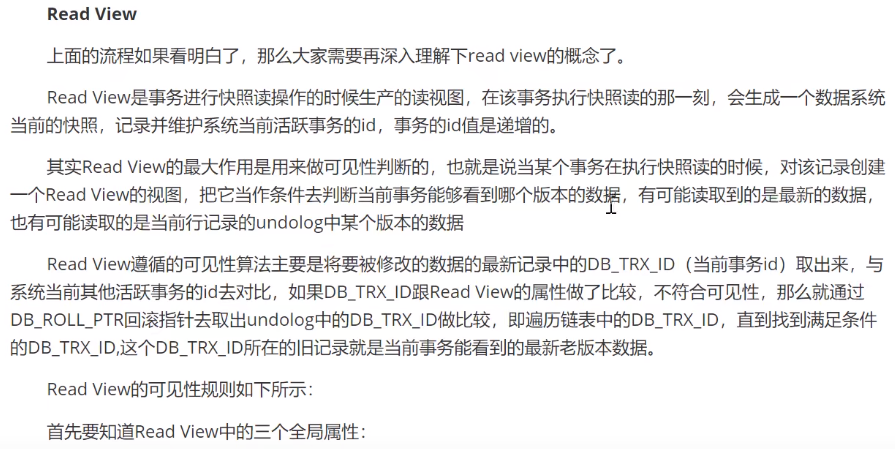 Read View
上面的流程如果看明白了，那么大家需要再深入理解下read view的概念了。
Read View是事务进行快照读操作的时候生产的读视图，在该事务执行快照读的那一刻，会生成一个数据系统
当前的快照，记录并维护系统当前活跃事务的id，事务的id值是递增的。
其实Read View的最大作用是用来做可见性判断的，也就是说当某个事务在执行快照读的时候，对该记录创建
一个Read View的视图，把它当作条件去判断当前事务能够看到哪个版本的数据，有可能读取到的是最新的数据，
也有可能读取的是当前行记录的undolog中某个版本的数据
Read View遵循的可见性算法主要是将要被修改的数据的最新记录中的DB_TRX_ID（当前事务id）取出来，与
系统当前其他活跃事务的id去对比，如果DB_TRX_ID跟Read View的属性做了比较，不符合可见性，那么就通过
DB_ROLL_PTR回滚指针去取出undolog中的DB_TRX_ID做比较，即遍历链表中的DB_TRX_ID，直到找到满足条件
的DB_TRX_ID,这个DB_TRX_ID所在的旧记录就是当前事务能看到的最新老版本数据。
Read View的可见性规则如下所示：
首先要知道Read View中的三个全局属性：